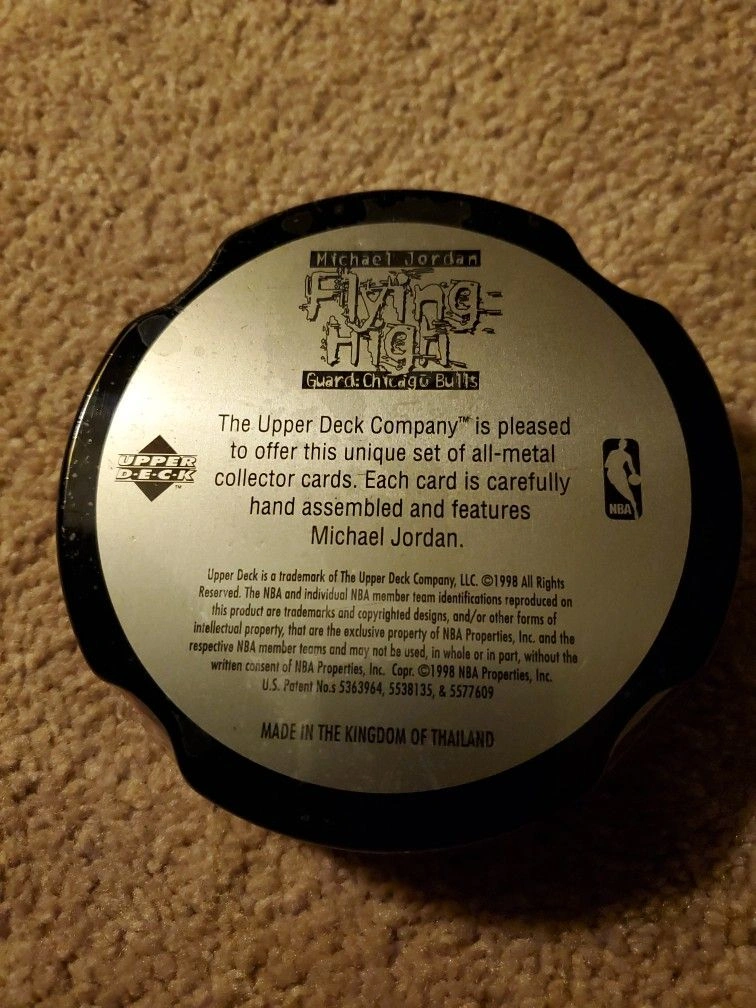 Michael Jordan
Flying
High
Guard: Chicago Bulls
The Upper Deck Company™ is pleased
to offer this unique set of all-metal
collector cards. Each card is carefully
hand assembled and features
Michael Jordan.
UPPER
D·E·C·K
™
NBA
Upper Deck is a trademark of The Upper Deck Company, LLC. ©1998 All Rights
Reserved. The NBA and individual NBA member team identifications reproduced on
this product are trademarks and copyrighted designs, and/or other forms of
intellectual property, that are the exclusive property of NBA Properties, Inc. and the
respective NBA member teams and may not be used, in whole or in part, without the
written consent of NBA Properties, Inc. Copr. ©1998 NBA Properties, Inc.
U.S. Patent No.s 5363964, 5538135, & 5577609
MADE IN THE KINGDOM OF THAILAND